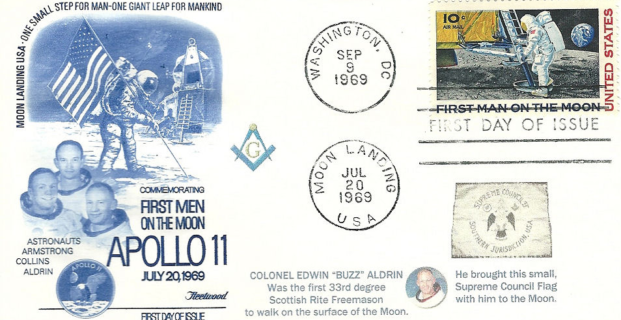 MOON LANDING USA - ONE SMALL STEP FOR MAN - ONE GIANT LEAP FOR MANKIND
COMMEMORATING
FIRST MEN
ON THE MOON
APOLLO 11
JULY 20, 1969
Fleetwood
FIRST DAY OF ISSUE
ASTRONAUTS
ARMSTRONG
COLLINS
ALDRIN
APOLLO 11
G
WASHINGTON, DC
SEP
9
1969
MOON LANDING
JUL
20
1969
USA
10¢
AIR MAIL
UNITED STATES
FIRST MAN ON THE MOON
FIRST DAY OF ISSUE
SUPREME COUNCIL 33°
SOUTHERN JURISDICTION, USA
COLONEL EDWIN "BUZZ" ALDRIN
Was the first 33rd degree
Scottish Rite Freemason
to walk on the surface of the Moon.
He brought this small,
Supreme Council Flag
with him to the Moon.